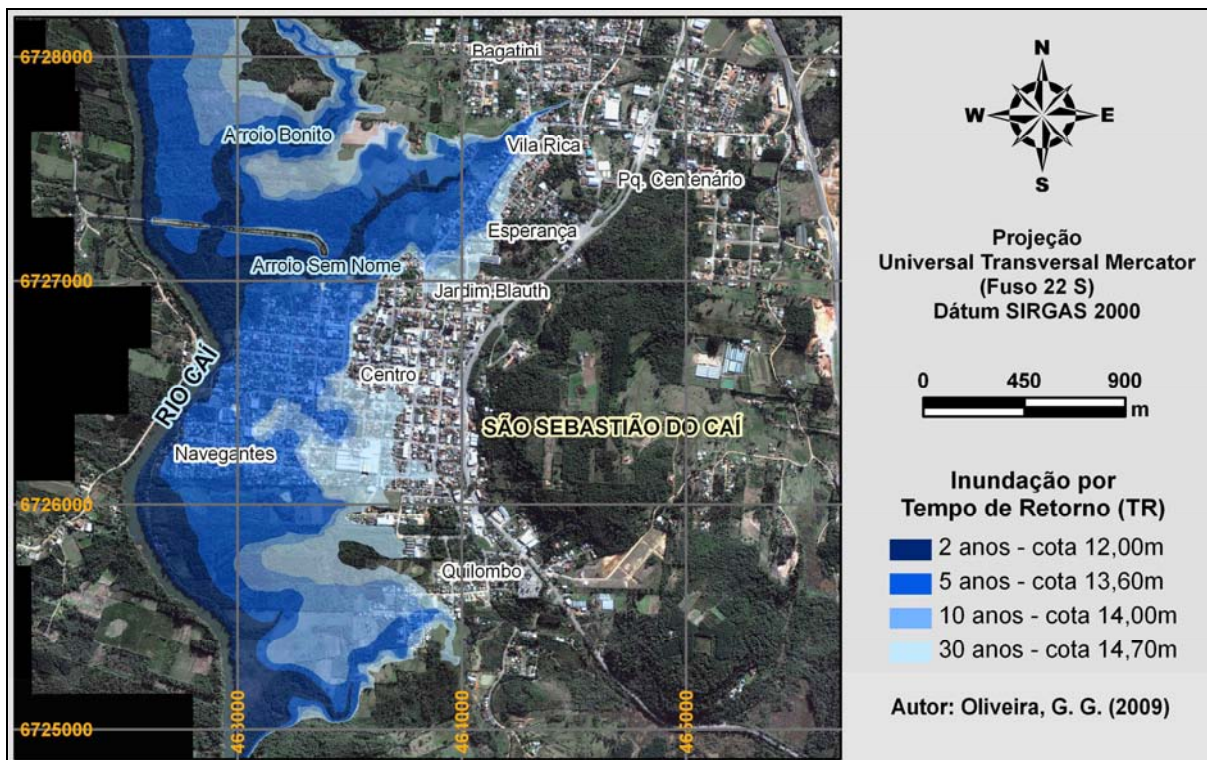 6728000
6727000
6726000
6725000
463000
464000
465000
Bagatini
Arroio Bonito
Vila Rica
Pq. Centenário
Esperança
Arroio Sem Nome
Jardim Blauth
RIO CAÍ
Centro
SÃO SEBASTIÃO DO CAÍ
Navegantes
Quilombo
N
W
E
S
Projeção
Universal Transversal Mercator
(Fuso 22 S)
Dátum SIRGAS 2000
0 450 900
m
Inundação por
Tempo de Retorno (TR)
2 anos - cota 12,00m
5 anos - cota 13,60m
10 anos - cota 14,00m
30 anos - cota 14,70m
Autor: Oliveira, G. G. (2009)